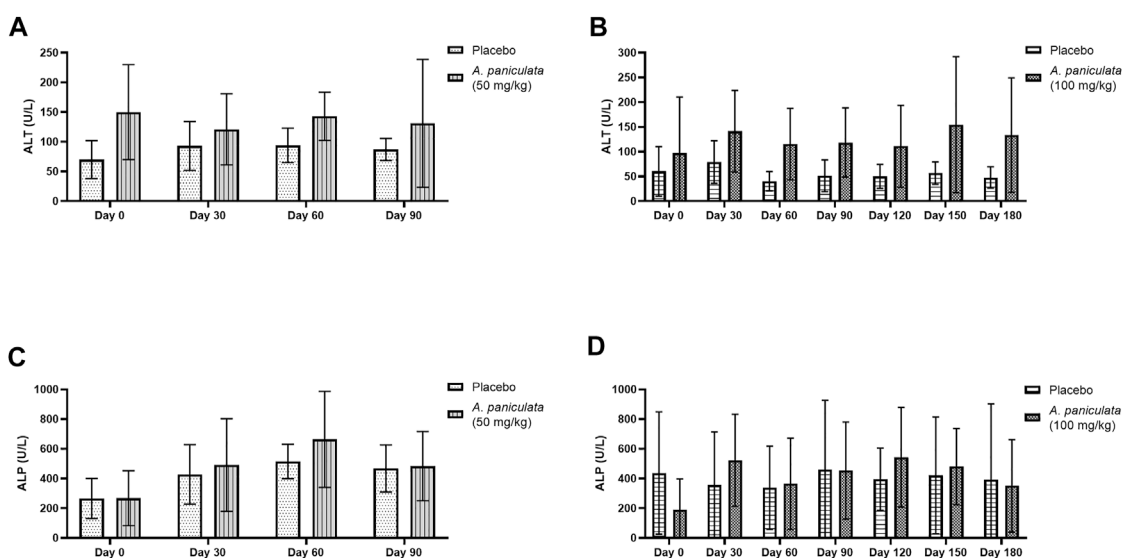 A
250
200
150
100
50
0
ALT (U/L)
Day 0 Day 30 Day 60 Day 90
Placebo
A. paniculata
(50 mg/kg)
B
300
250
200
150
100
50
0
ALT (U/L)
Day 0 Day 30 Day 60 Day 90 Day 120 Day 150 Day 180
Placebo
A. paniculata
(100 mg/kg)
C
1000
800
600
400
200
0
ALP (U/L)
Day 0 Day 30 Day 60 Day 90
Placebo
A. paniculata
(50 mg/kg)
D
1000
800
600
400
200
0
ALP (U/L)
Day 0 Day 30 Day 60 Day 90 Day 120 Day 150 Day 180
Placebo
A. paniculata
(100 mg/kg)